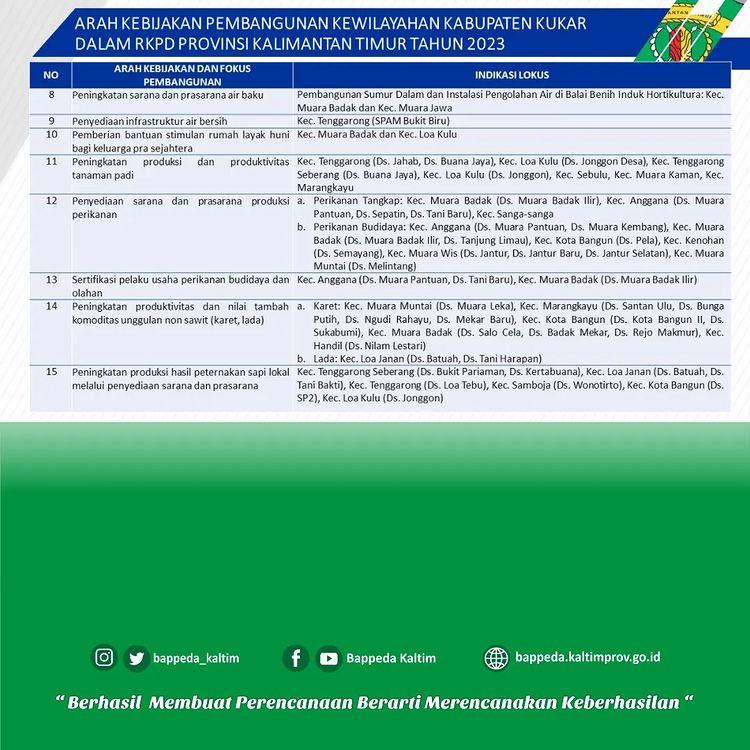 ARAH KEBIJAKAN PEMBANGUNAN KEWILAYAHAN KABUPATEN KUKAR
DALAM RKPD PROVINSI KALIMANTAN TIMUR TAHUN 2023
NO
ARAH KEBIJAKAN DAN FOKUS
PEMBANGUNAN
INDIKASI LOKUS
8
Peningkatan sarana dan prasarana air baku
Pembangunan Sumur Dalam dan Instalasi Pengolahan Air di Balai Benih Induk Hortikultura: Kec.
Muara Badak dan Kec. Muara Jawa
9
Penyediaan infrastruktur air bersih
Kec. Tenggarong (SPAM Bukit Biru)
10
Pemberian bantuan stimulan rumah layak huni
bagi keluarga pra sejahtera
Kec. Muara Badak dan Kec. Loa Kulu
11
Peningkatan produksi dan produktivitas
tanaman padi
Kec. Tenggarong (Ds. Jahab, Ds. Buana Jaya), Kec. Loa Kulu (Ds. Jonggon Desa), Kec. Tenggarong
Seberang (Ds. Buana Jaya), Kec. Loa Kulu (Ds. Jonggon), Kec. Sebulu, Kec. Muara Kaman, Kec.
Marangkayu
12
Penyediaan sarana dan prasarana produksi
perikanan
a. Perikanan Tangkap: Kec. Muara Badak (Ds. Muara Badak Ilir), Kec. Anggana (Ds. Muara
Pantuan, Ds. Sepatin, Ds. Tani Baru), Kec. Sanga-sanga
b. Perikanan Budidaya: Kec. Anggana (Ds. Muara Pantuan, Ds. Muara Kembang), Kec. Muara
Badak (Ds. Muara Badak Ilir, Ds. Tanjung Limau), Kec. Kota Bangun (Ds. Pela), Kec. Kenohan
(Ds. Semayang), Kec. Muara Wis (Ds. Jantur, Ds. Jantur Baru, Ds. Jantur Selatan), Kec. Muara
Muntai (Ds. Melintang)
13
Sertifikasi pelaku usaha perikanan budidaya dan
olahan
Kec. Anggana (Ds. Muara Pantuan, Ds. Tani Baru), Kec. Muara Badak (Ds. Muara Badak Ilir)
14
Peningkatan produktivitas dan nilai tambah
komoditas unggulan non sawit (karet, lada)
a. Karet: Kec. Muara Muntai (Ds. Muara Leka), Kec. Marangkayu (Ds. Santan Ulu, Ds. Bunga
Putih, Ds. Ngudi Rahayu, Ds. Mekar Baru), Kec. Kota Bangun (Ds. Kota Bangun II, Ds.
Sukabumi), Kec. Muara Badak (Ds. Salo Cela, Ds. Badak Mekar, Ds. Rejo Makmur), Kec.
Handil (Ds. Nilam Lestari)
b. Lada: Kec. Loa Janan (Ds. Batuah, Ds. Tani Harapan)
15
Peningkatan produksi hasil peternakan sapi lokal
melalui penyediaan sarana dan prasarana
Kec. Tenggarong Seberang (Ds. Bukit Pariaman, Ds. Kertabuana), Kec. Loa Janan (Ds. Batuah, Ds.
Tani Bakti), Kec. Tenggarong (Ds. Loa Tebu), Kec. Samboja (Ds. Wonotirto), Kec. Kota Bangun (Ds.
SP2), Kec. Loa Kulu (Ds. Jonggon)
bappeda_kaltim
Bappeda Kaltim
bappeda.kaltimprov.go.id
“ Berhasil Membuat Perencanaan Berarti Merencanakan Keberhasilan “